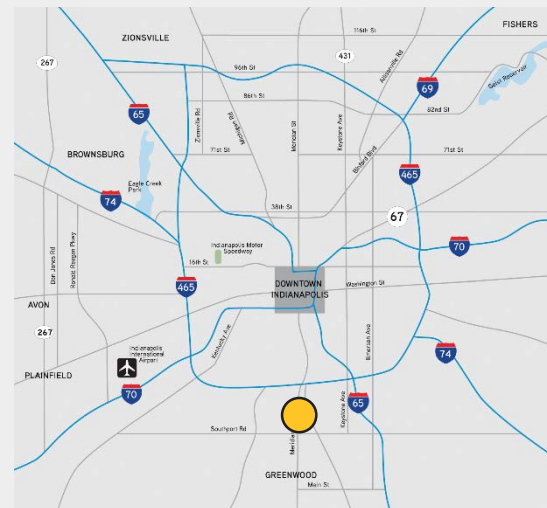 ZIONSVILLE
116th St
FISHERS
267
431
Allisonville Rd
96th St
Geist Reservoir
65
69
86th St
82nd St
Zionsville Rd
Michigan Rd
Meridian St
Keystone Ave
Binford Blvd
71st St
71st St
BROWNSBURG
465
Eagle Creek
Park
74
38th St
67
70
Dan Jones Rd
Ronald Reagan Pkwy
Indianapolis Motor
Speedway
16th St
465
DOWNTOWN
INDIANAPOLIS
Washington St
AVON
267
Kentucky Ave
Emerson Ave
Indianapolis
International
Airport
74
PLAINFIELD
70
65
Keystone Ave
Southport Rd
Meridian
GREENWOOD
Main St